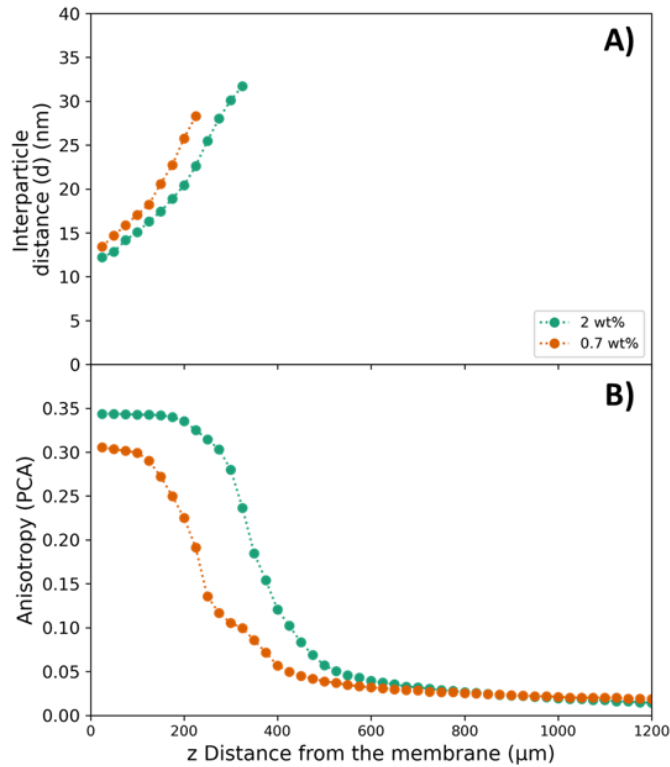 A)
40
35
30
25
20
15
10
5
0
Interparticle
distance (d) (nm)
2 wt%
0.7 wt%
B)
0.35
0.30
0.25
0.20
0.15
0.10
0.05
0.00
Anisotropy (PCA)
0 200 400 600 800 1000 1200
z Distance from the membrane (μm)